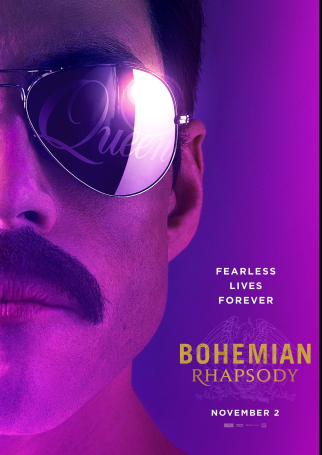 Queen
FEARLESS
LIVES
FOREVER
BOHEMIAN
RHAPSODY
NOVEMBER 2